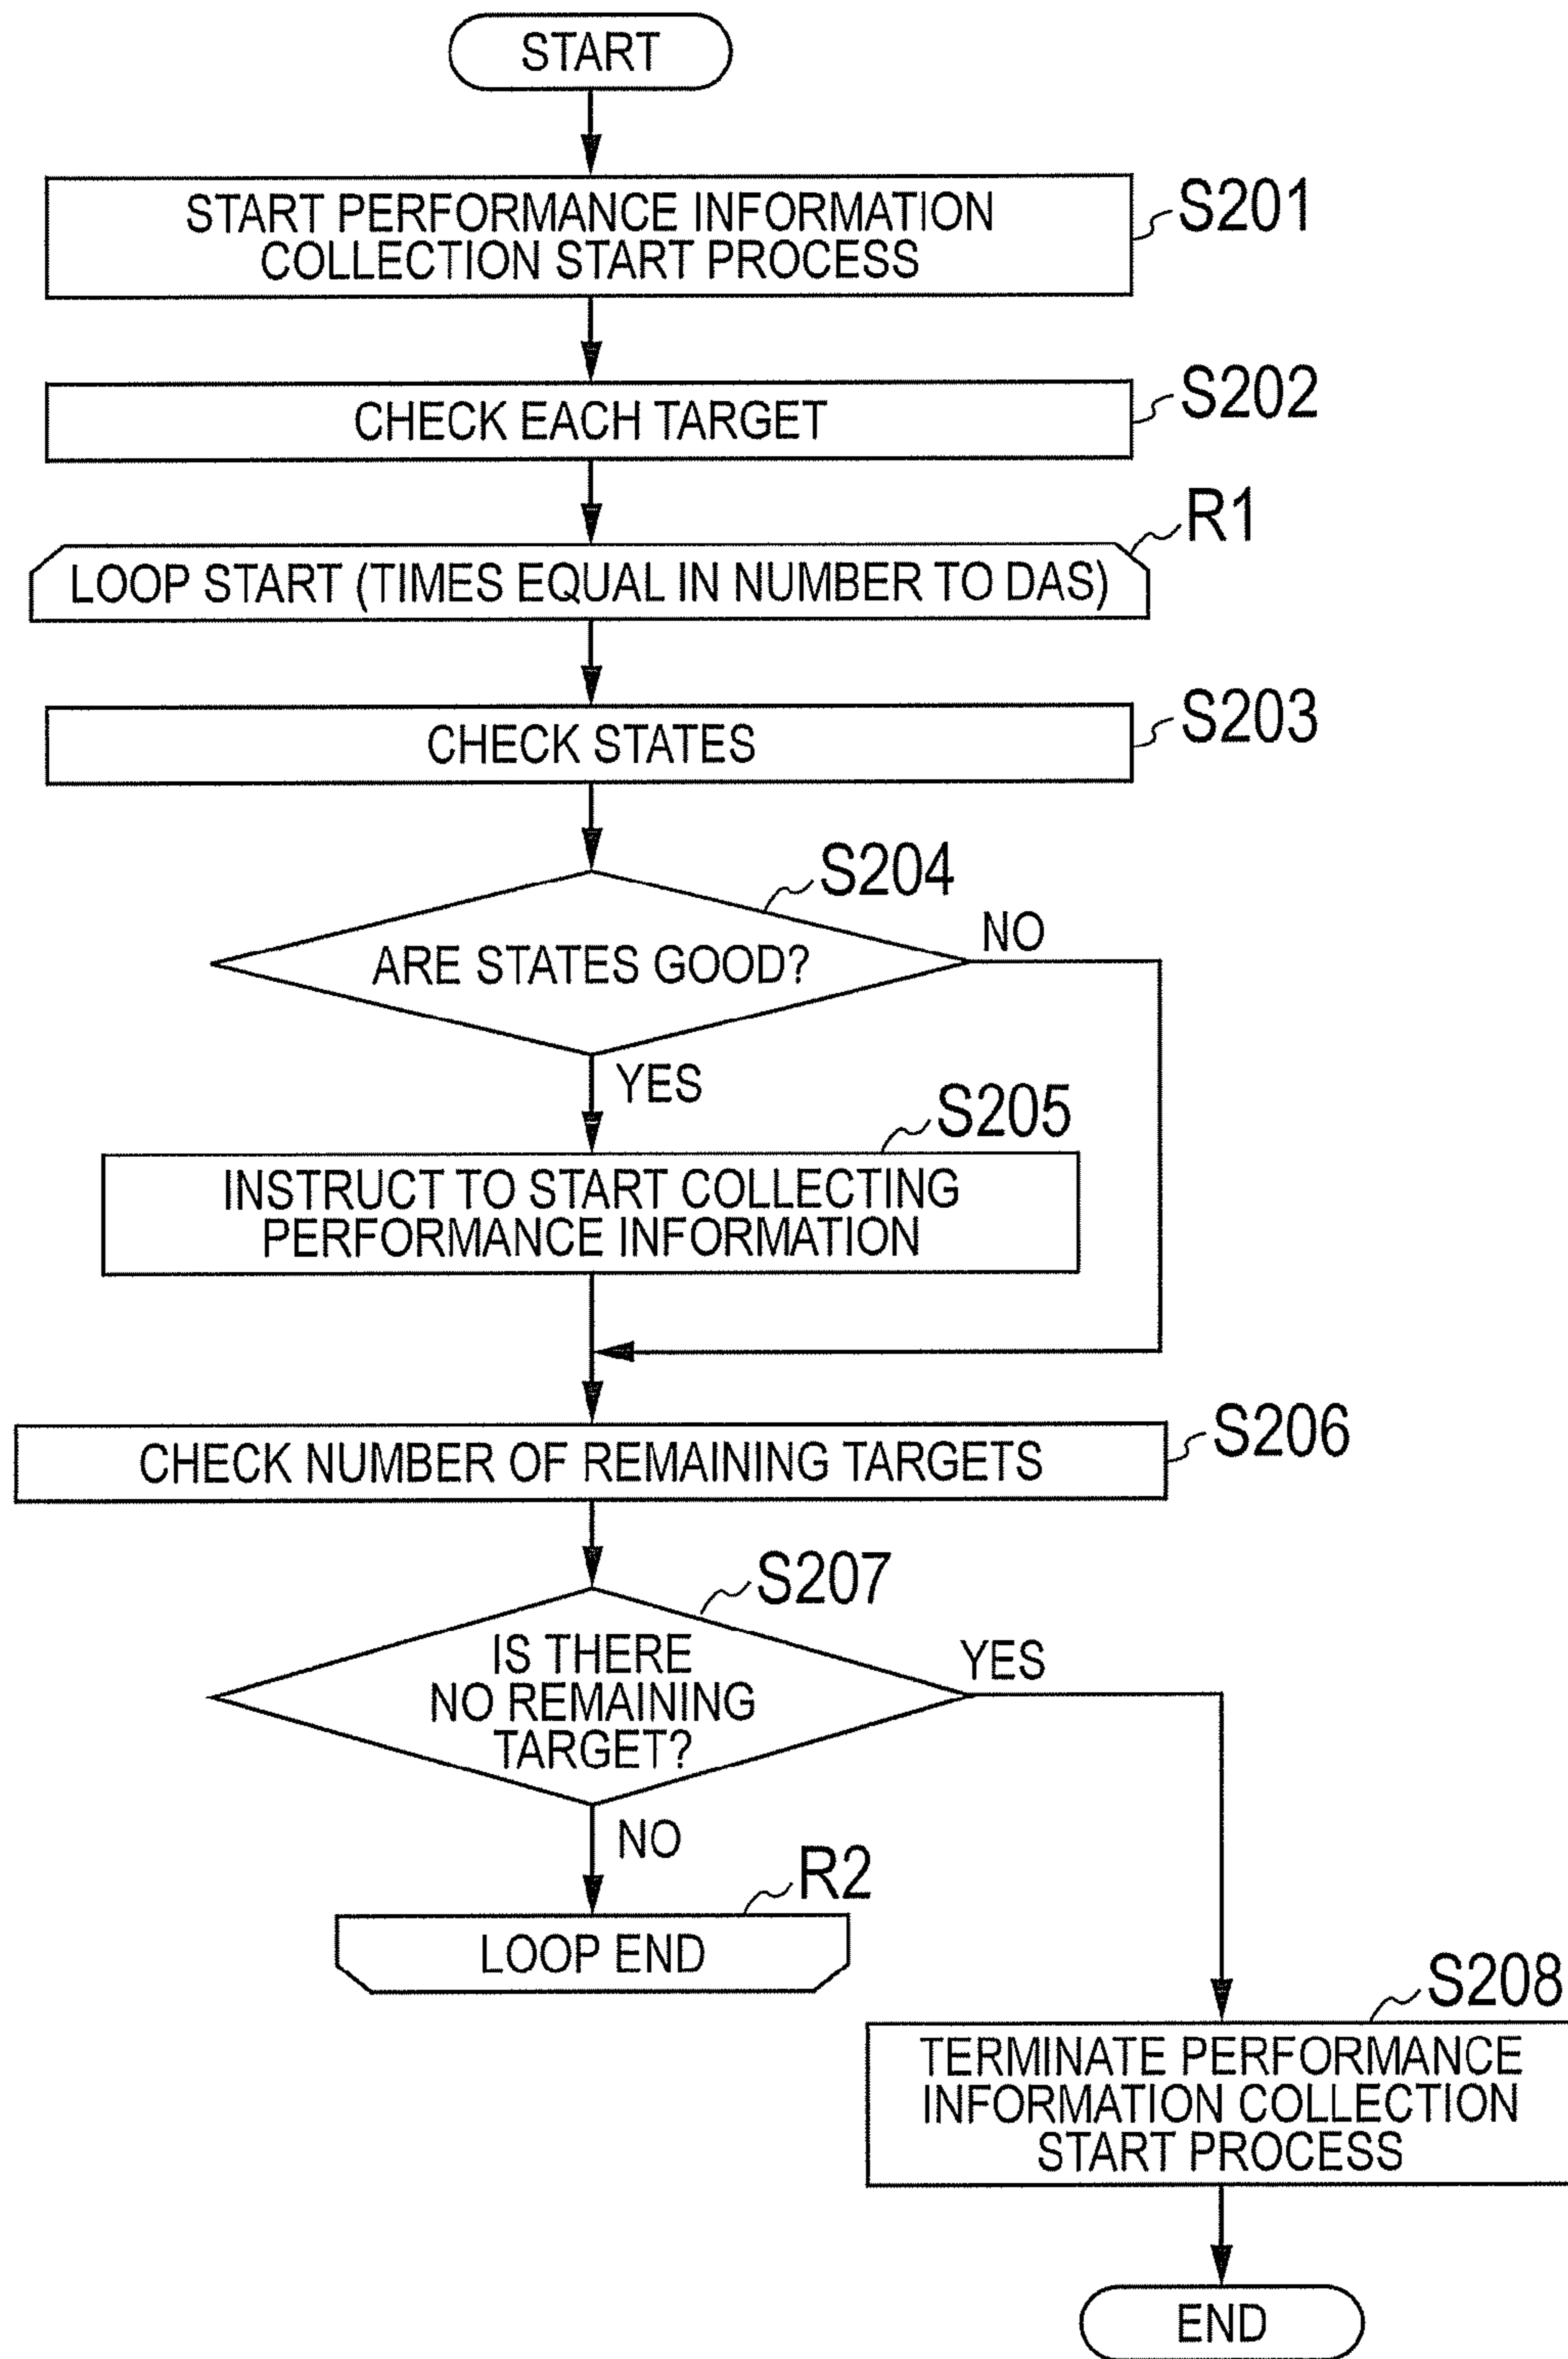 START
START PERFORMANCE INFORMATION
COLLECTION START PROCESS
S201
CHECK EACH TARGET
S202
R1
LOOP START (TIMES EQUAL IN NUMBER TO DAS)
CHECK STATES
S203
S204
ARE STATES GOOD?
NO
YES
S205
INSTRUCT TO START COLLECTING
PERFORMANCE INFORMATION
CHECK NUMBER OF REMAINING TARGETS
S206
S207
IS THERE
NO REMAINING
TARGET?
YES
NO
R2
LOOP END
S208
TERMINATE PERFORMANCE
INFORMATION COLLECTION
START PROCESS
END